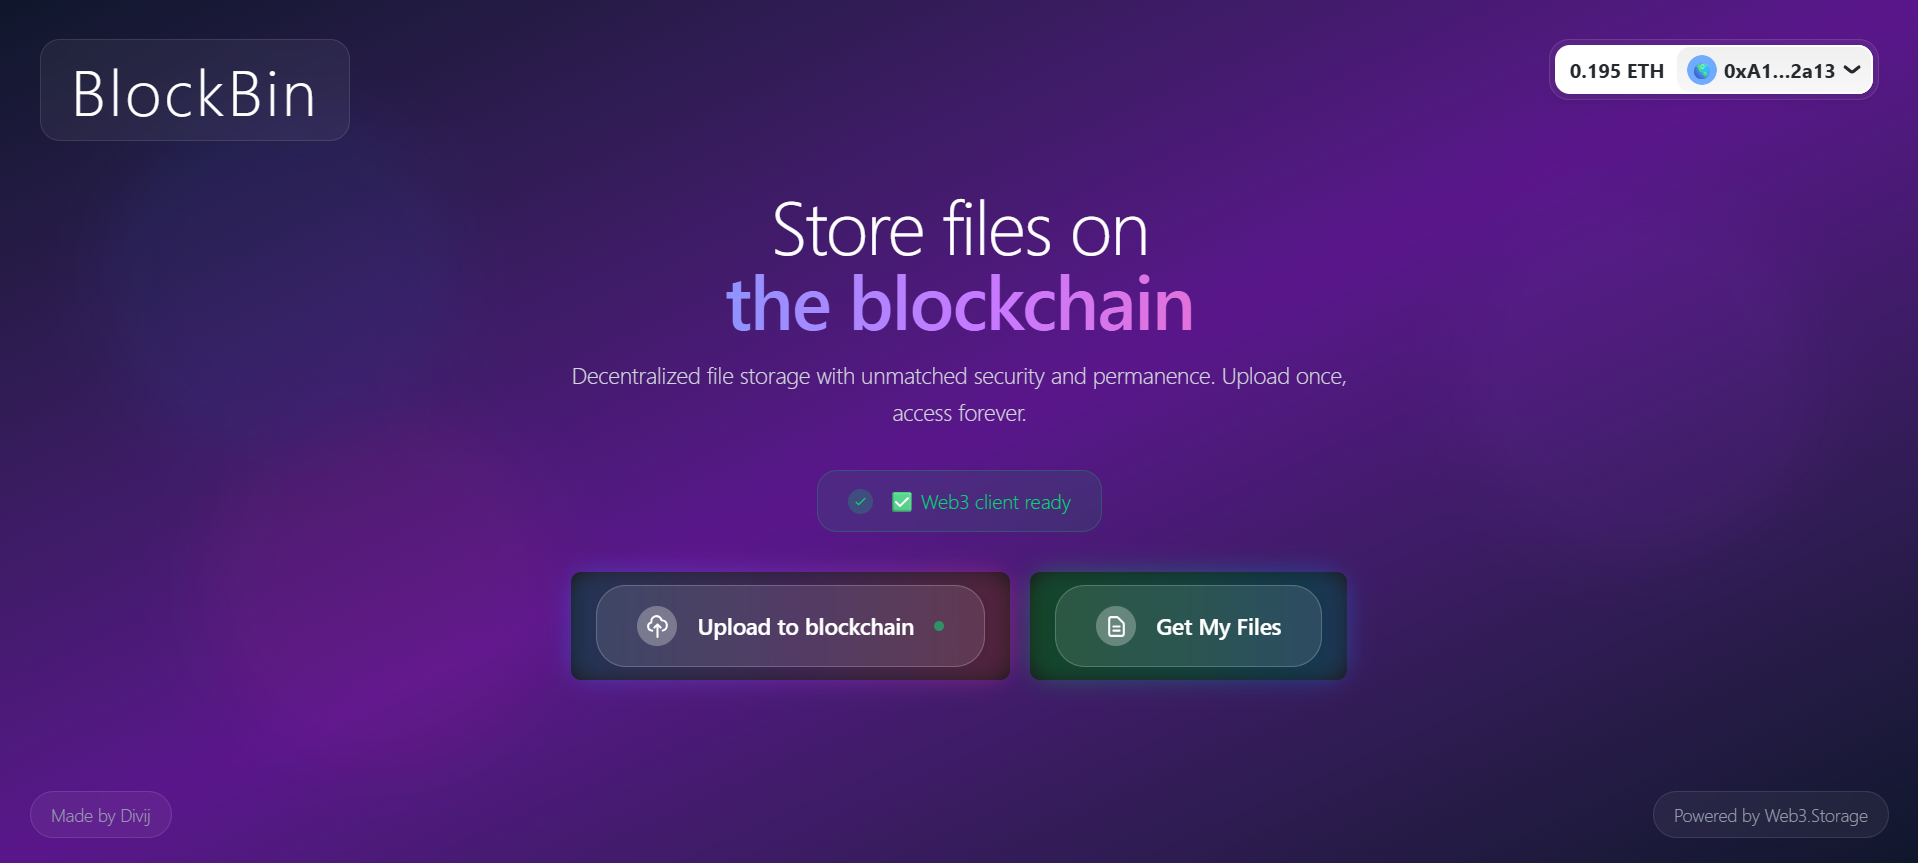 BlockBin
0.195 ETH 0xA1...2a13
Store files on
the blockchain
Decentralized file storage with unmatched security and permanence. Upload once,
access forever.
✅ Web3 client ready
Upload to blockchain
Get My Files
Made by Divij
Powered by Web3.Storage